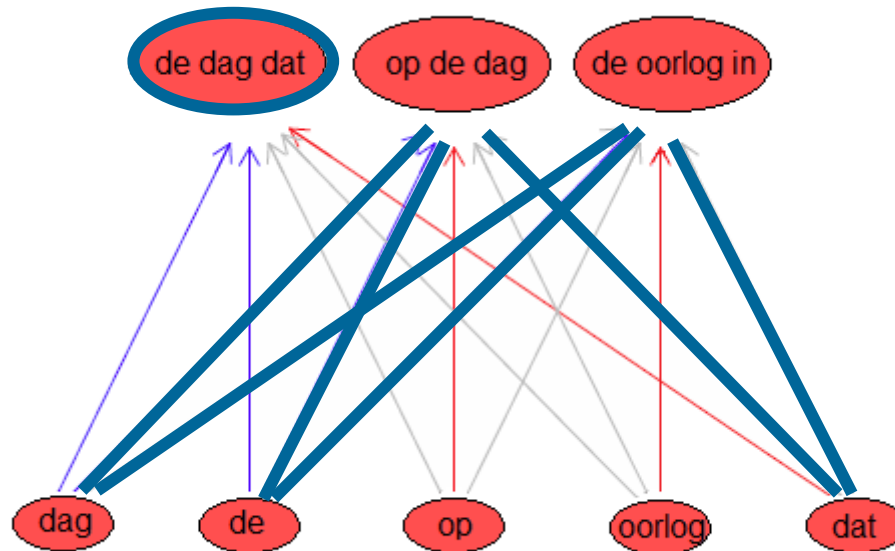 de dag dat
op de dag
de oorlog in
dag
de
op
oorlog
dat